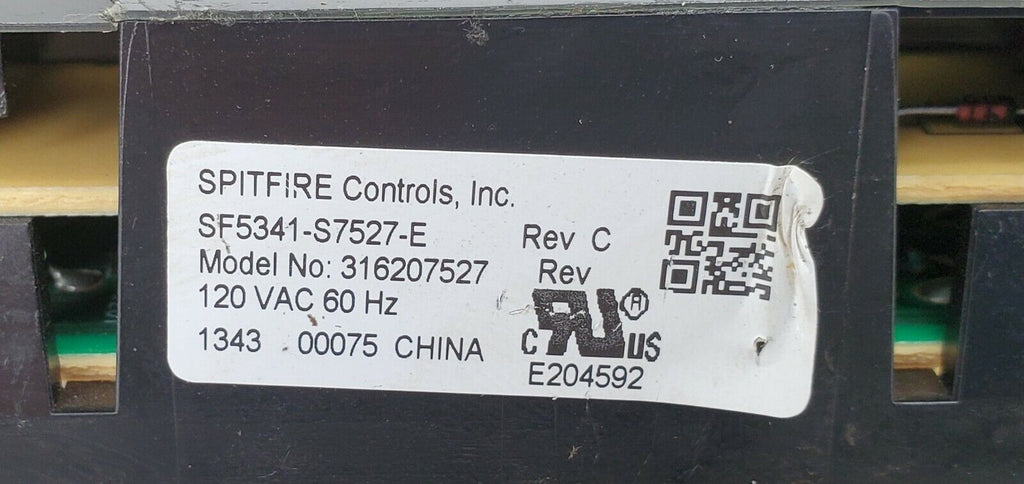 SPITFIRE Controls, Inc.
SF5341-S7527-E Rev C
Model No: 316207527 Rev
120 VAC 60 Hz
1343 00075 CHINA
C RU ® US
E204592